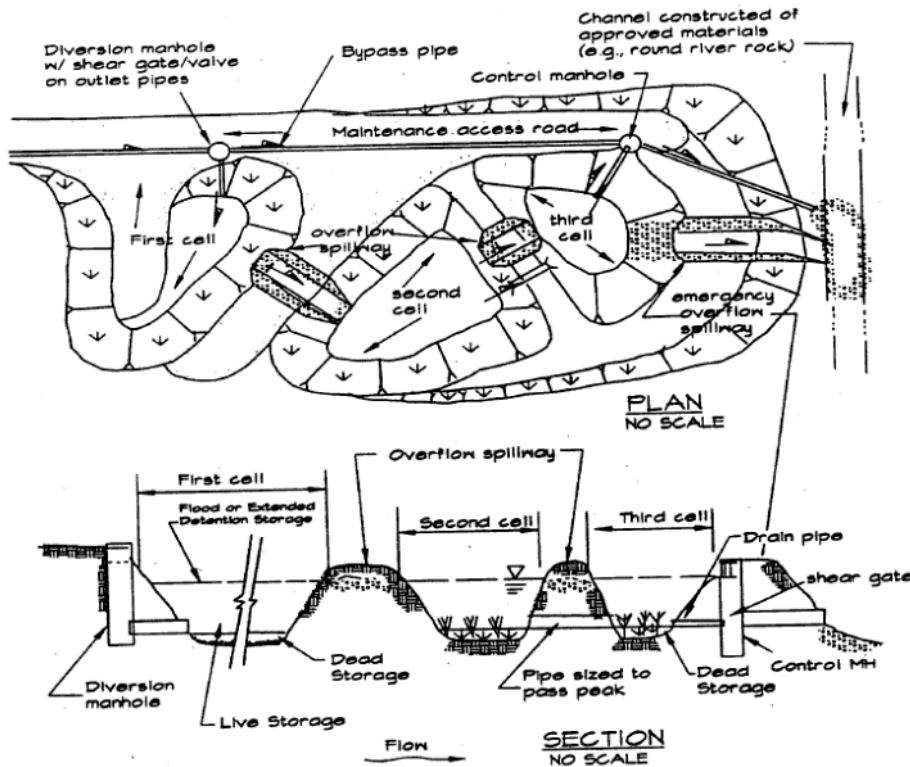 Diversion manhole
w/ shear gate/valve
on outlet pipes
Bypass pipe
Channel constructed of
approved materials
(e.g., round river rock)
Control manhole
Maintenance access road
First cell
overflow
spillway
second
cell
third
cell
emergency
overflow
spillway
PLAN
NO SCALE
Overflow spillway
First cell
Flood or Extended
Detention Storage
Second cell
Third cell
Drain pipe
shear gate
Dead
Storage
Pipe sized to
pass peak
Dead
Storage
Control MH
Diversion
manhole
Live Storage
Flow
SECTION
NO SCALE